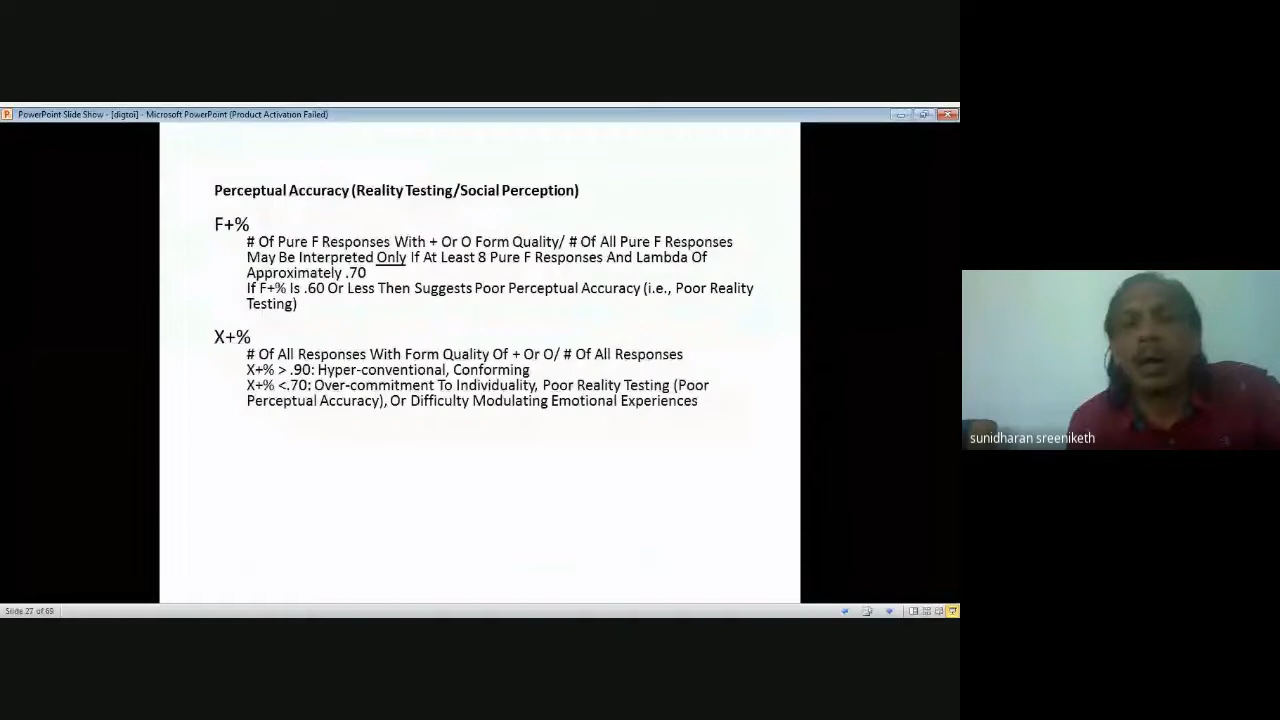 PowerPoint Slide Show - [digtoi] - Microsoft PowerPoint (Product Activation Failed)
Perceptual Accuracy (Reality Testing/Social Perception)
F+%
# Of Pure F Responses With + Or O Form Quality/ # Of All Pure F Responses
May Be Interpreted Only If At Least 8 Pure F Responses And Lambda Of
Approximately .70
If F+% Is .60 Or Less Then Suggests Poor Perceptual Accuracy (i.e., Poor Reality
Testing)
X+%
# Of All Responses With Form Quality Of + Or O/ # Of All Responses
X+% > .90: Hyper-conventional, Conforming
X+% <.70: Over-commitment To Individuality, Poor Reality Testing (Poor
Perceptual Accuracy), Or Difficulty Modulating Emotional Experiences
sunidharan sreeniketh
Slide 27 of 69